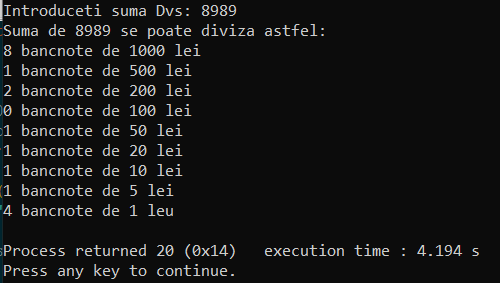 Introduceti suma Dvs: 8989
Suma de 8989 se poate diviza astfel:
8 bancnote de 1000 lei
1 bancnote de 500 lei
2 bancnote de 200 lei
0 bancnote de 100 lei
1 bancnote de 50 lei
1 bancnote de 20 lei
1 bancnote de 10 lei
1 bancnote de 5 lei
4 bancnote de 1 leu
Process returned 20 (0x14)   execution time : 4.194 s
Press any key to continue.